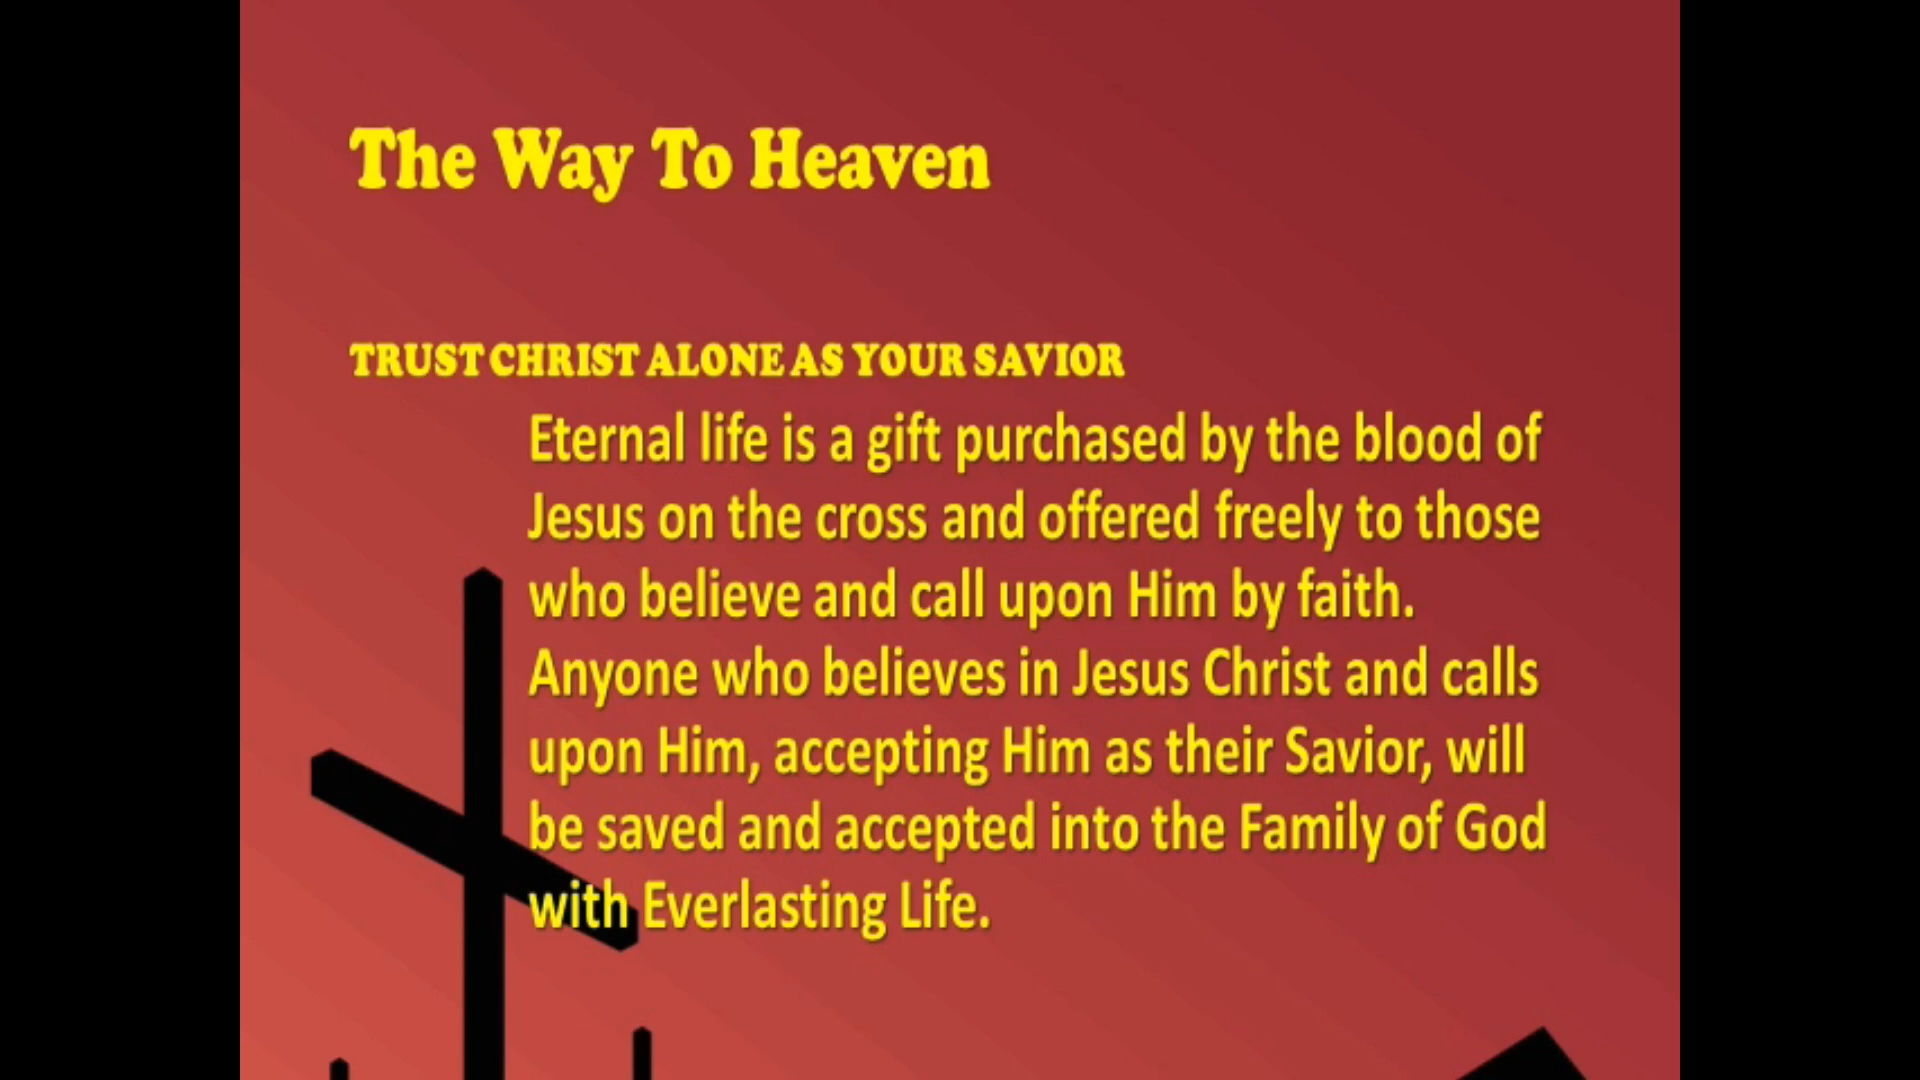 The Way To Heaven
TRUST CHRIST ALONE AS YOUR SAVIOR
Eternal life is a gift purchased by the blood of
Jesus on the cross and offered freely to those
who believe and call upon Him by faith.
Anyone who believes in Jesus Christ and calls
upon Him, accepting Him as their Savior, will
be saved and accepted into the Family of God
with Everlasting Life.